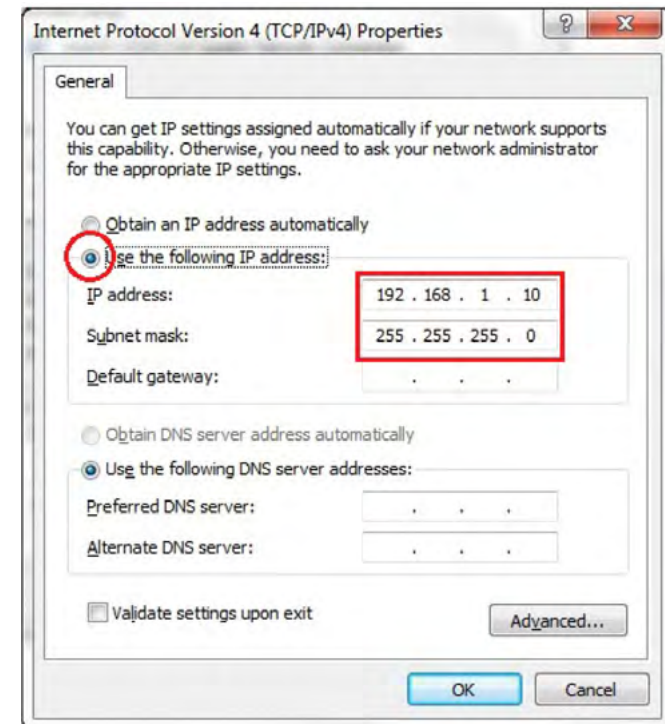 Internet Protocol Version 4 (TCP/IPv4) Properties
General
You can get IP settings assigned automatically if your network supports
this capability. Otherwise, you need to ask your network administrator
for the appropriate IP settings.
Obtain an IP address automatically
Use the following IP address:
IP address: 192 . 168 . 1 . 10
Subnet mask: 255 . 255 . 255 . 0
Default gateway: . . .
Obtain DNS server address automatically
Use the following DNS server addresses:
Preferred DNS server: . . .
Alternate DNS server: . . .
Validate settings upon exit
Advanced...
OK Cancel